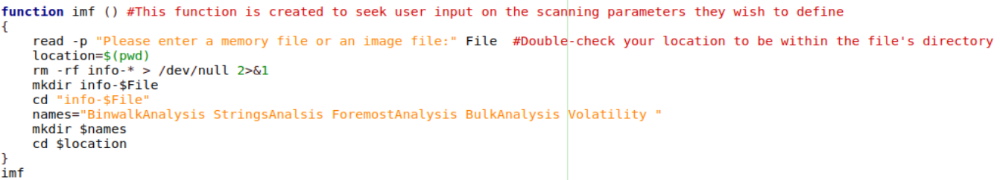 function imf () #This function is created to seek user input on the scanning parameters they wish to define
{
    read -p "Please enter a memory file or an image file:" File  #Double-check your location to be within the file's directory
    location=$(pwd)
    rm -rf info-* > /dev/null 2>&1
    mkdir info-$File
    cd "info-$File"
    names="BinwalkAnalysis StringsAnalsis ForemostAnalysis BulkAnalysis Volatility "
    mkdir $names
    cd $location
}
imf